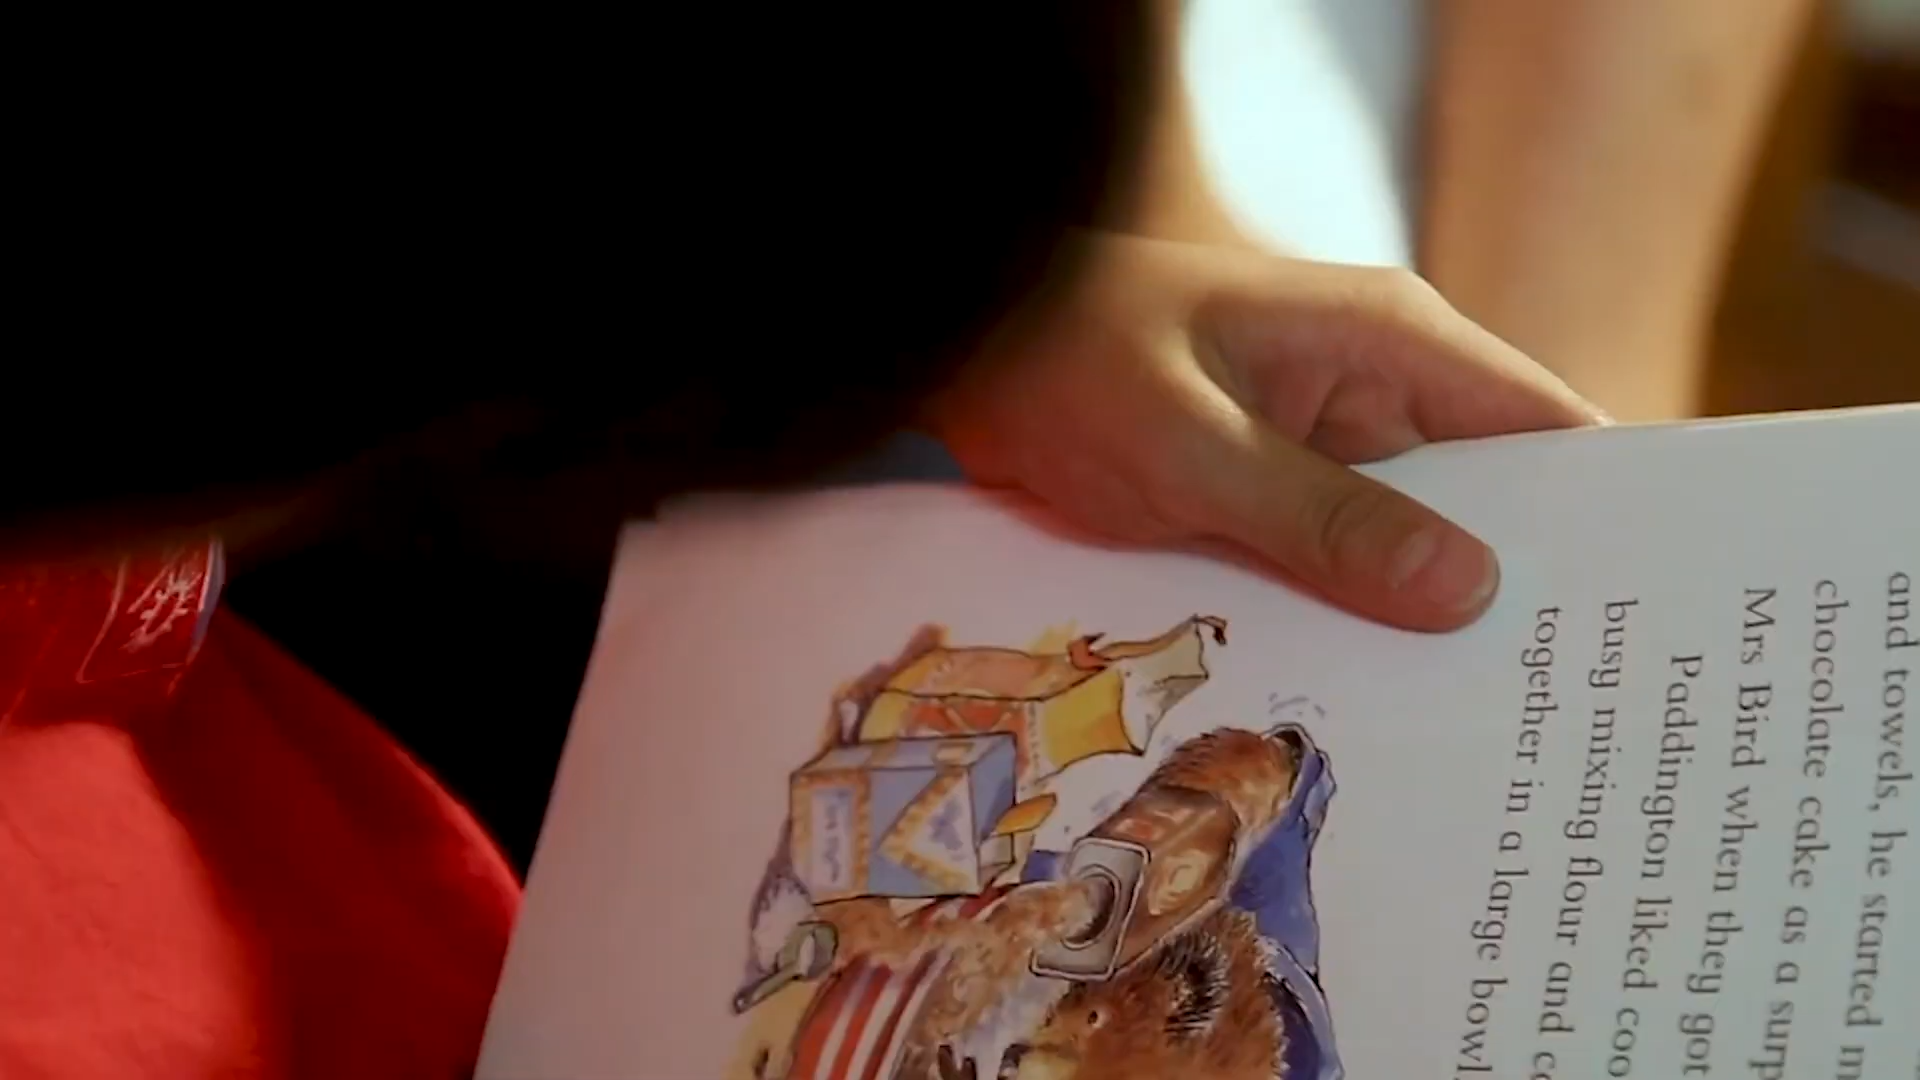 and towels, he started m
chocolate cake as a surp
Mrs Bird when they got
Paddington liked coo
busy mixing flour and co
together in a large bowl,